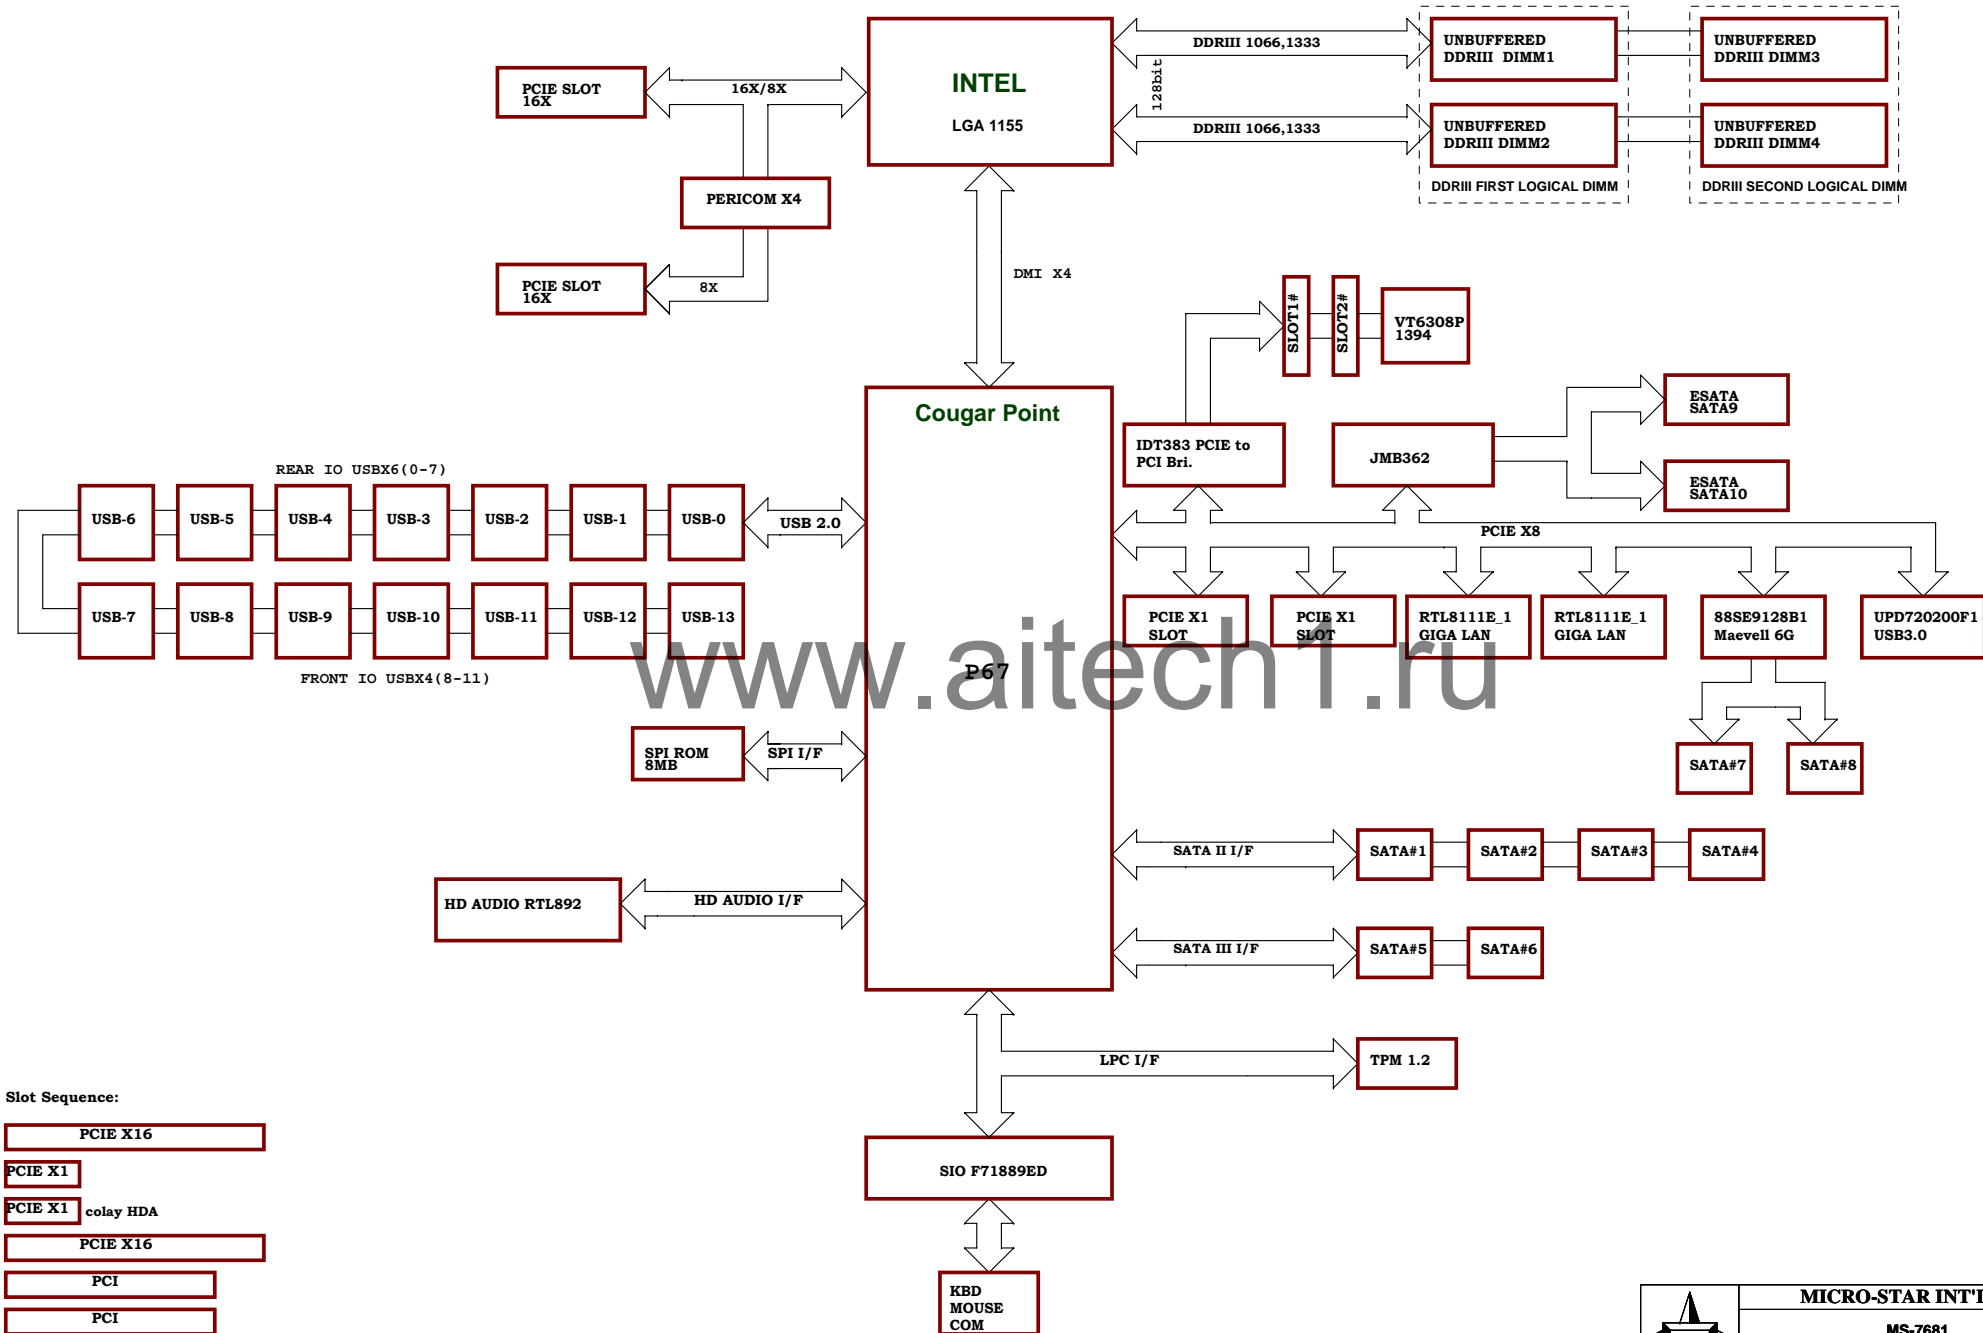 INTEL
LGA 1155
DDRIII 1066,1333
128bit
DDRIII 1066,1333
UNBUFFERED
DDRIII DIMM1
UNBUFFERED
DDRIII DIMM3
UNBUFFERED
DDRIII DIMM2
UNBUFFERED
DDRIII DIMM4
DDRIII FIRST LOGICAL DIMM
DDRIII SECOND LOGICAL DIMM
PCIE SLOT
16X
16X/8X
PERICOM X4
PCIE SLOT
16X
8X
DMI X4
SLOT1#
SLOT2#
VT6308P
1394
Cougar Point
IDT383 PCIE to
PCI Bri.
JMB362
ESATA
SATA9
ESATA
SATA10
REAR IO USBX6(0-7)
USB-6
USB-5
USB-4
USB-3
USB-2
USB-1
USB-0
USB 2.0
PCIE X8
USB-7
USB-8
USB-9
USB-10
USB-11
USB-12
USB-13
FRONT IO USBX4(8-11)
PCIE X1
SLOT
PCIE X1
SLOT
RTL8111E_1
GIGA LAN
RTL8111E_1
GIGA LAN
88SE9128B1
Maevell 6G
UPD720200F1
USB3.0
P67
www.aitech1.ru
SPI ROM
8MB
SPI I/F
SATA#7
SATA#8
SATA II I/F
SATA#1
SATA#2
SATA#3
SATA#4
HD AUDIO RTL892
HD AUDIO I/F
SATA III I/F
SATA#5
SATA#6
LPC I/F
TPM 1.2
SIO F71889ED
KBD
MOUSE
COM
Slot Sequence:
PCIE X16
PCIE X1
PCIE X1 colay HDA
PCIE X16
PCI
PCI
MICRO-STAR INT'L
MS-7681